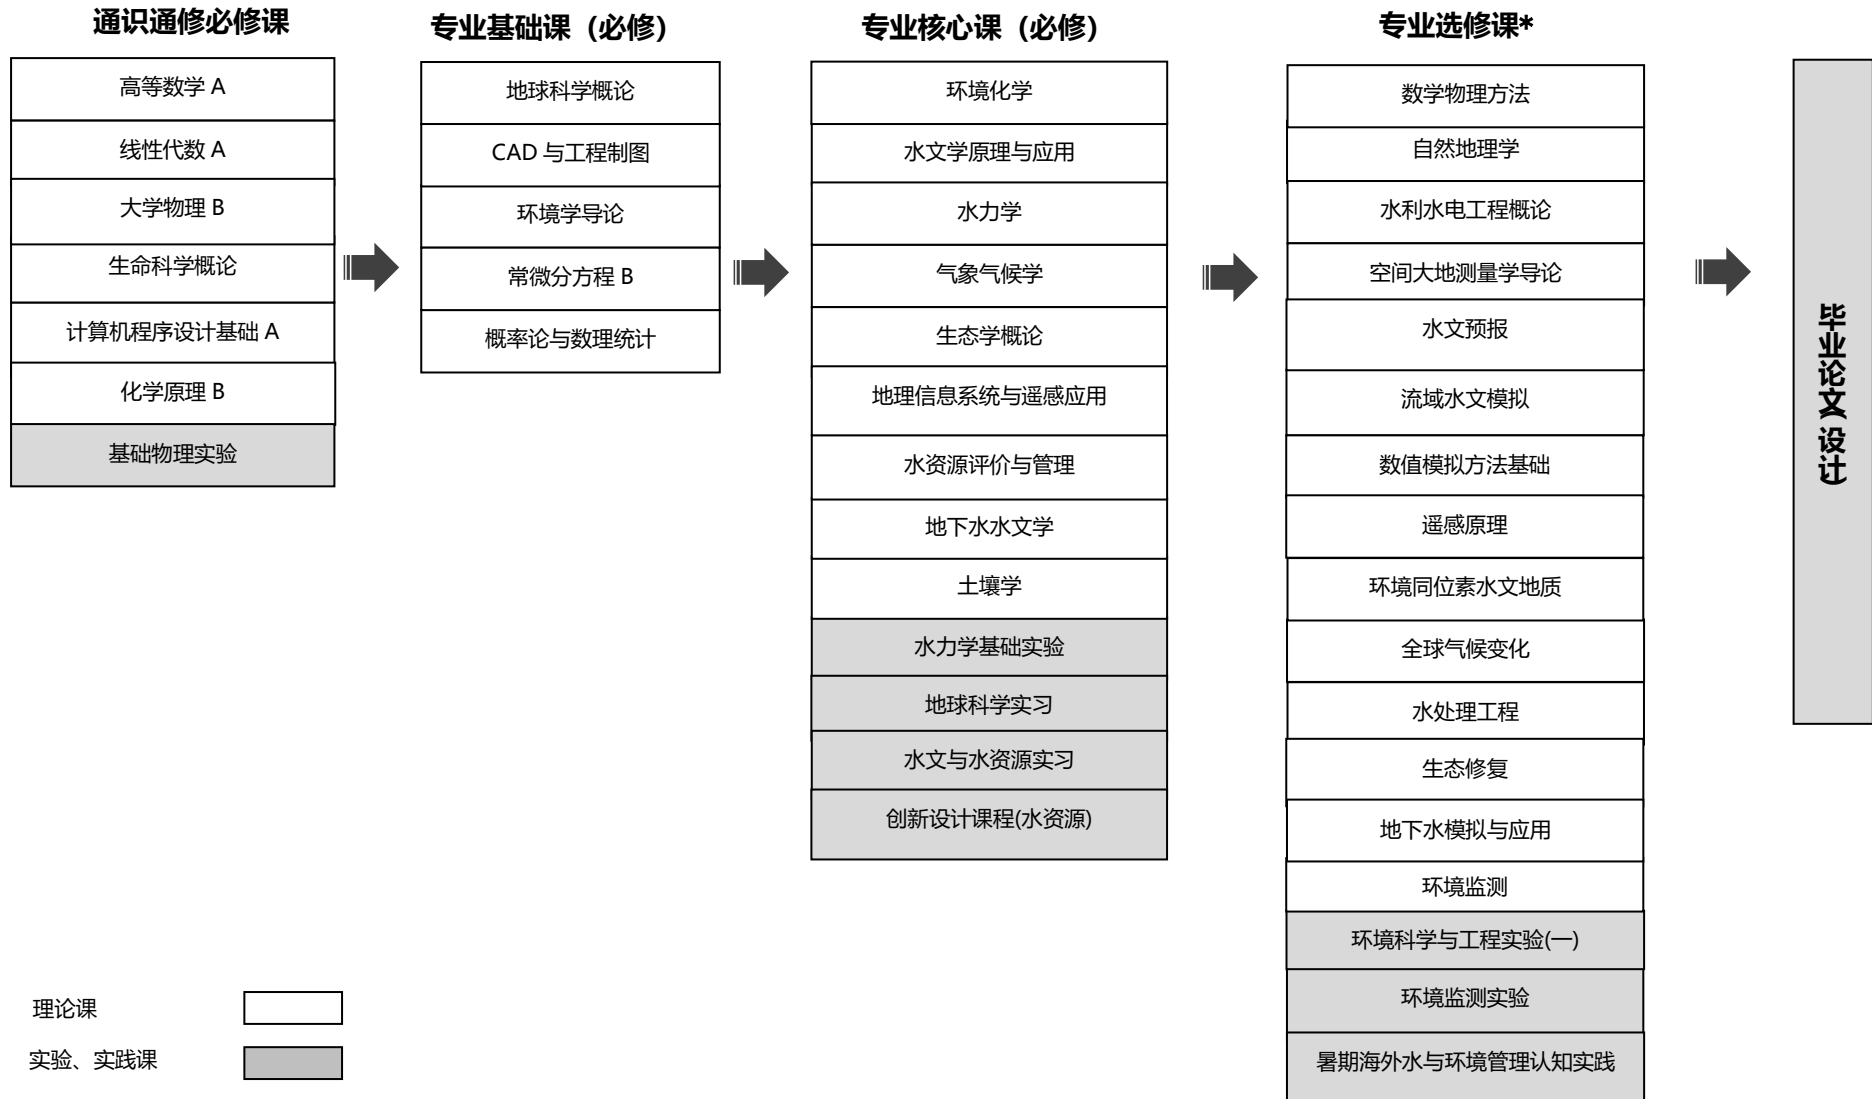 通识通修必修课
高等数学 A
线性代数 A
大学物理 B
生命科学概论
计算机程序设计基础 A
化学原理 B
基础物理实验
专业基础课（必修）
地球科学概论
CAD 与工程制图
环境学导论
常微分方程 B
概率论与数理统计
专业核心课（必修）
环境化学
水文学原理与应用
水力学
气象气候学
生态学概论
地理信息系统与遥感应用
水资源评价与管理
地下水水文学
土壤学
水力学基础实验
地球科学实习
水文与水资源实习
创新设计课程(水资源)
专业选修课*
数学物理方法
自然地理学
水利水电工程概论
空间大地测量学导论
水文预报
流域水文模拟
数值模拟方法基础
遥感原理
环境同位素水文地质
全球气候变化
水处理工程
生态修复
地下水模拟与应用
环境监测
环境科学与工程实验(一)
环境监测实验
暑期海外水与环境管理认知实践
毕业论文(设计)
理论课
实验、实践课